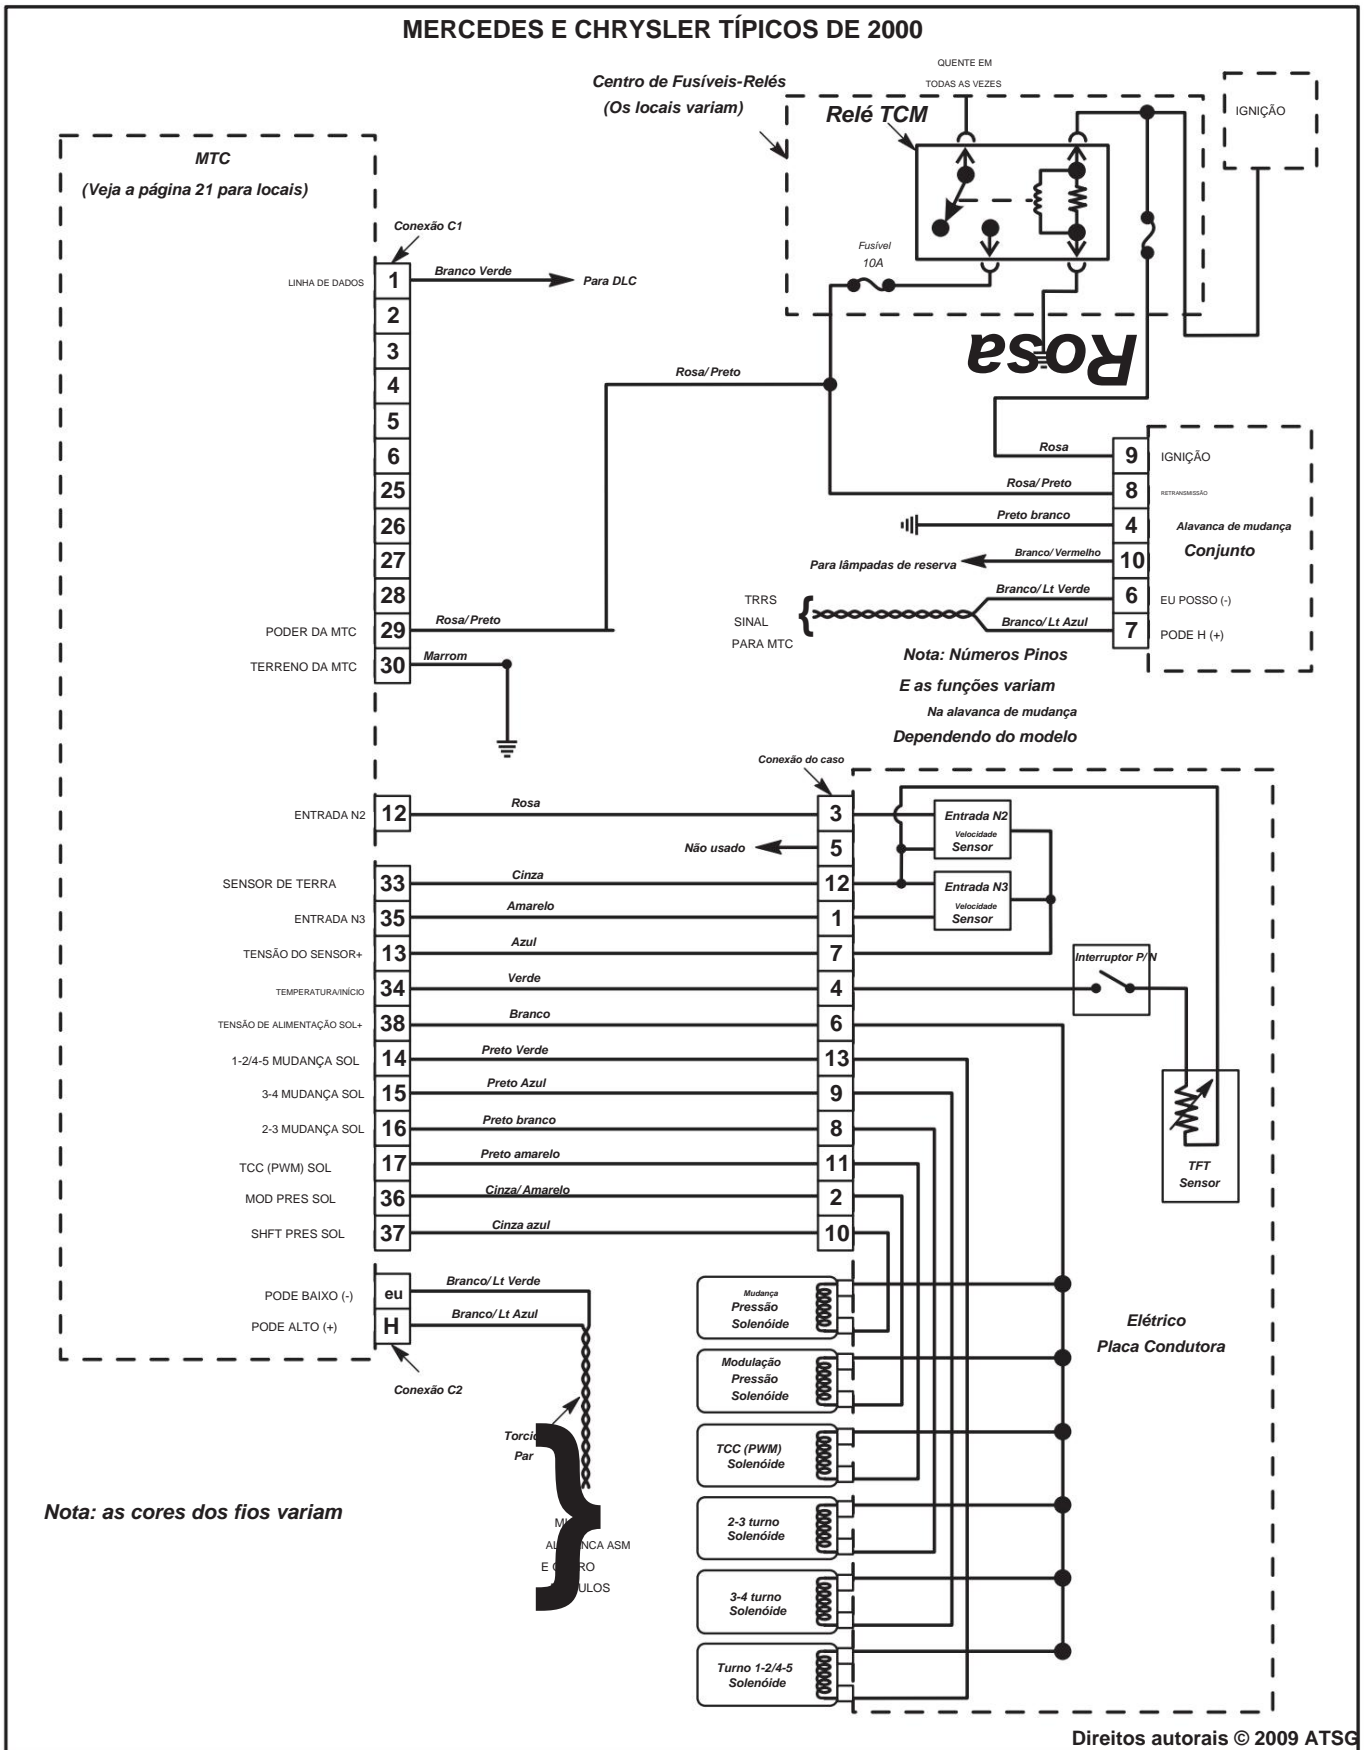 MERCEDES E CHRYSLER TÍPICOS DE 2000
QUENTE EM
TODAS AS VEZES
Centro de Fusíveis-Relés
(Os locais variam)
Relé TCM
IGNIÇÃO
MTC
(Veja a página 21 para locais)
Conexão C1
Fusível
10A
LINHA DE DADOS
1
Branco Verde
Para DLC
2
3
4
5
6
25
26
27
28
Rosa
Rosa/ Preto
Rosa
9
IGNIÇÃO
Rosa/ Preto
8
RETRANSMISSÃO
Preto branco
4
Alavanca de mudança
Conjunto
Para lâmpadas de reserva
Branco/ Vermelho
10
TRRS
SINAL
PARA MTC
{
Branco/ Lt Verde
6
EU POSSO (-)
Branco/ Lt Azul
7
PODE H (+)
PODER DA MTC
29
Rosa/ Preto
TERRENO DA MTC
30
Marrom
Nota: Números Pinos
E as funções variam
Na alavanca de mudança
Dependendo do modelo
Conexão do caso
ENTRADA N2
12
Rosa
3
Entrada N2
Velocidade
Sensor
Não usado
5
SENSOR DE TERRA
33
Cinza
12
Entrada N3
Velocidade
Sensor
ENTRADA N3
35
Amarelo
1
TENSÃO DO SENSOR+
13
Azul
7
Interruptor P/N
TEMPERATURA/INÍCIO
34
Verde
4
TENSÃO DE ALIMENTAÇÃO SOL+
38
Branco
6
1-2/4-5 MUDANÇA SOL
14
Preto Verde
13
3-4 MUDANÇA SOL
15
Preto Azul
9
2-3 MUDANÇA SOL
16
Preto branco
8
TCC (PWM) SOL
17
Preto amarelo
11
TFT
Sensor
MOD PRES SOL
36
Cinza/ Amarelo
2
SHFT PRES SOL
37
Cinza azul
10
PODE BAIXO (-)
eu
Branco/ Lt Verde
PODE ALTO (+)
H
Branco/ Lt Azul
Conexão C2
Mudança
Pressão
Solenóide
Elétrico
Placa Condutora
Modulação
Pressão
Solenóide
Par
}
TCC (PWM)
Solenóide
Nota: as cores dos fios variam
2-3 turno
Solenóide
ASM
E
3-4 turno
Solenóide
Turno 1-2/4-5
Solenóide
Direitos autorais © 2009 ATSG